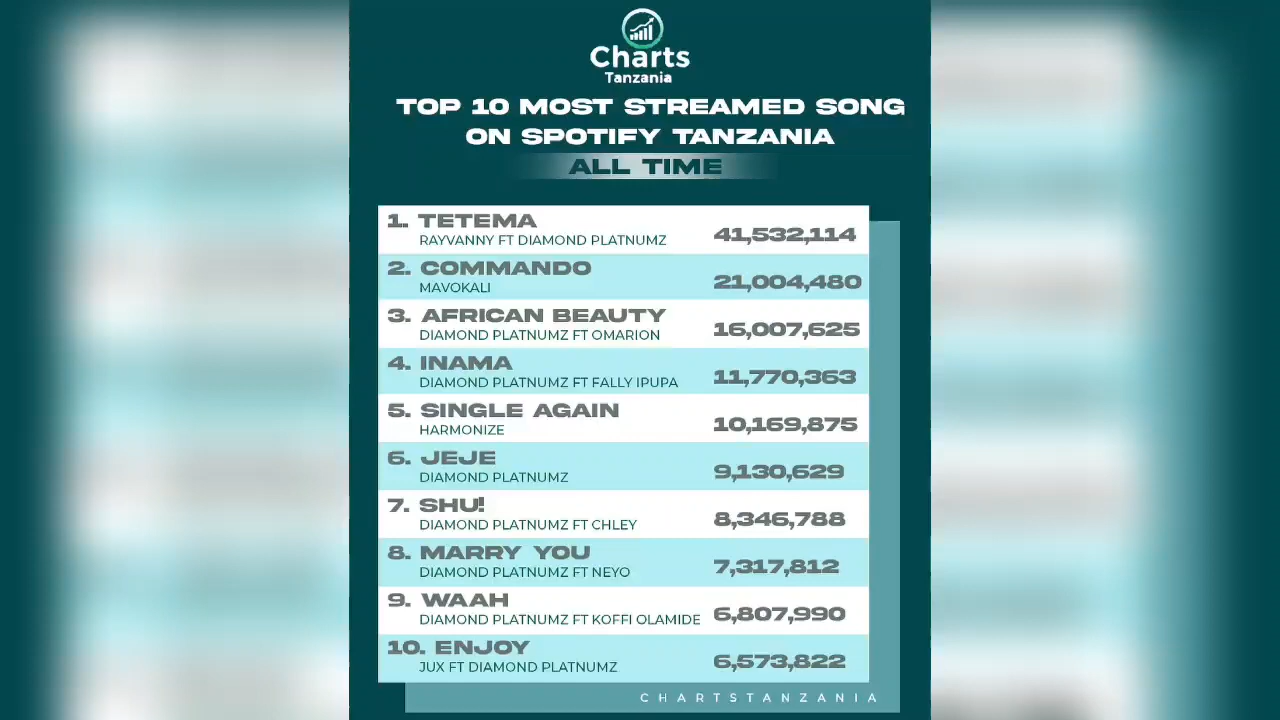 Charts
Tanzania
TOP 10 MOST STREAMED SONG
ON SPOTIFY TANZANIA
ALL TIME
1. TETEMA
RAYVANNY FT DIAMOND PLATNUMZ
41,532,114
2. COMMANDO
MAVOKALI
21,004,480
3. AFRICAN BEAUTY
DIAMOND PLATNUMZ FT OMARION
16,007,625
4. INAMA
DIAMOND PLATNUMZ FT FALLY IPUPA
11,770,363
5. SINGLE AGAIN
HARMONIZE
10,169,875
6. JEJE
DIAMOND PLATNUMZ
9,130,629
7. SHU!
DIAMOND PLATNUMZ FT CHLEY
8,346,788
8. MARRY YOU
DIAMOND PLATNUMZ FT NEYO
7,317,812
9. WAAH
DIAMOND PLATNUMZ FT KOFFI OLAMIDE
6,807,990
10. ENJOY
JUX FT DIAMOND PLATNUMZ
6,573,822
CHARTSTANZANIA